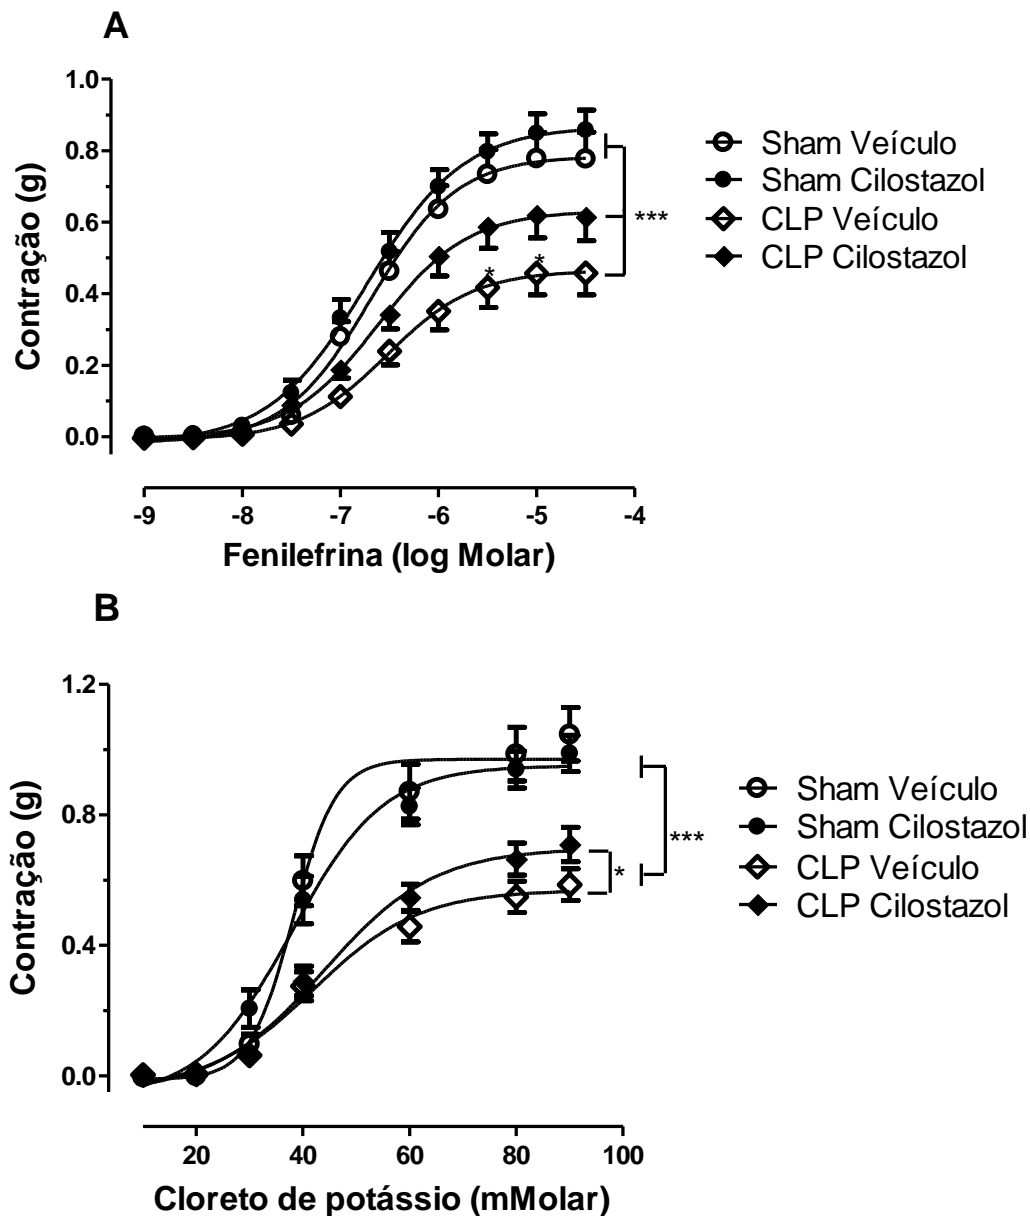 A
1.0
0.8
0.6
0.4
0.2
0.0
Contração (g)
-9 -8 -7 -6 -5 -4
Fenilefrina (log Molar)
* *
***
Sham Veículo
Sham Cilostazol
CLP Veículo
CLP Cilostazol
B
1.2
0.8
0.4
0.0
Contração (g)
20 40 60 80 100
Cloreto de potássio (mMolar)
*
***
Sham Veículo
Sham Cilostazol
CLP Veículo
CLP Cilostazol